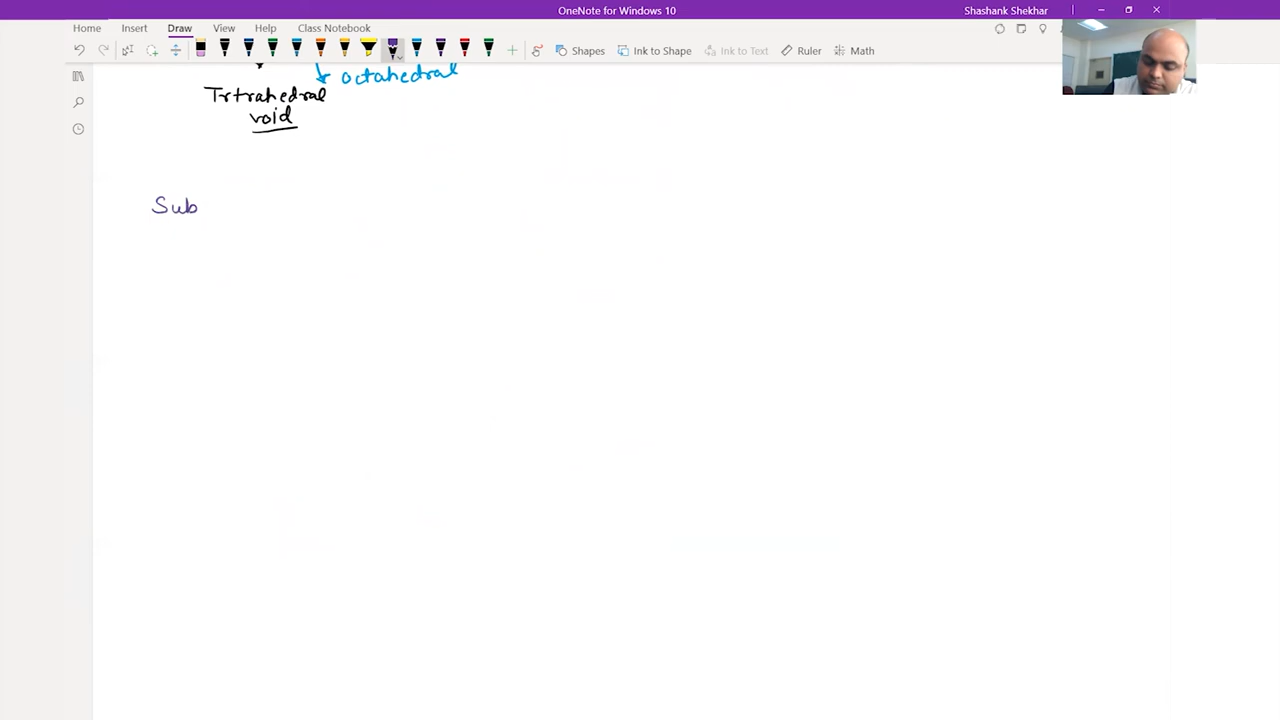 OneNote for Windows 10
Shashank Shekhar
Home Insert Draw View Help Class Notebook
Shapes Ink to Shape Ink to Text Ruler Math
octahedral
Trtrahedral
void
Sub